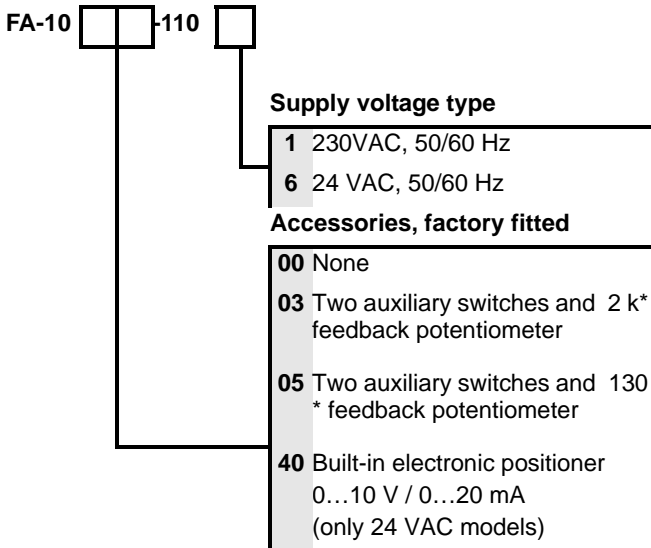 FA-10 -110
Supply voltage type
1 230VAC, 50/60 Hz
6 24 VAC, 50/60 Hz
Accessories, factory fitted
00 None
03 Two auxiliary switches and 2 k*
feedback potentiometer
05 Two auxiliary switches and 130
* feedback potentiometer
40 Built-in electronic positioner
0…10 V / 0…20 mA
(only 24 VAC models)